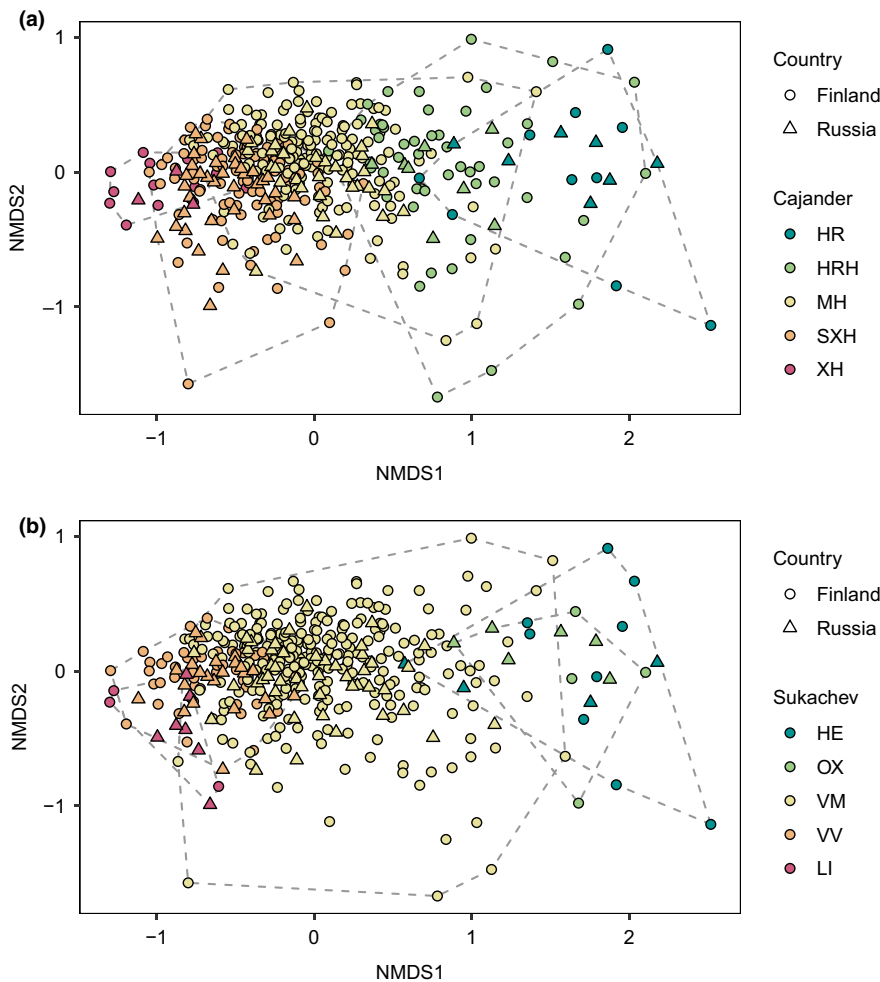 (a)
1
0
−1
NMDS2
−1 0 1 2
NMDS1
Country
Finland
Russia
Cajander
HR
HRH
MH
SXH
XH
(b)
1
0
−1
NMDS2
−1 0 1 2
NMDS1
Country
Finland
Russia
Sukachev
HE
OX
VM
VV
LI